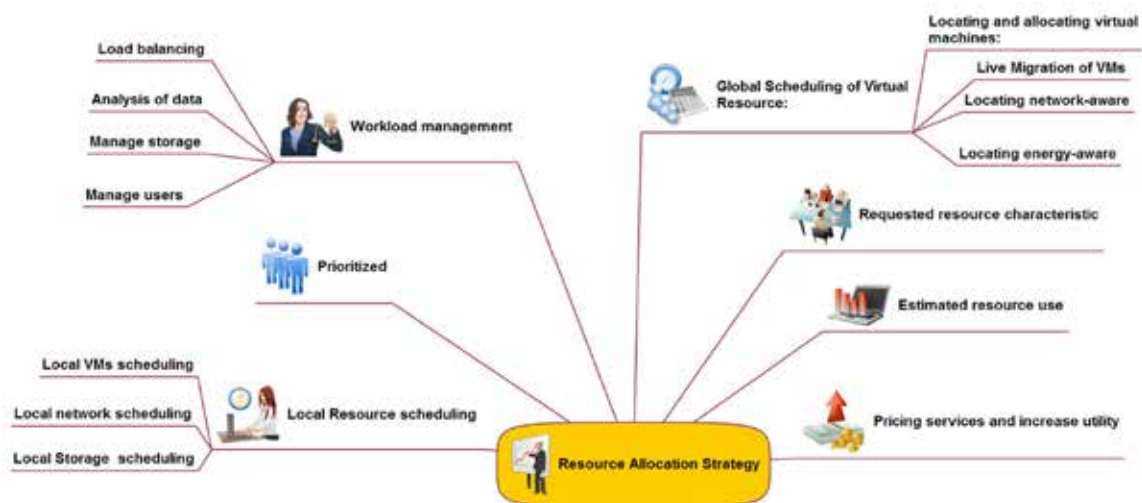 Load balancing
Analysis of data
Manage storage
Manage users
Workload management
Prioritized
Local VMs scheduling
Local network scheduling
Local Storage scheduling
Local Resource scheduling
Resource Allocation Strategy
Global Scheduling of Virtual
Resource:
Locating and allocating virtual
machines:
Live Migration of VMs
Locating network-aware
Locating energy-aware
Requested resource characteristic
Estimated resource use
Pricing services and increase utility